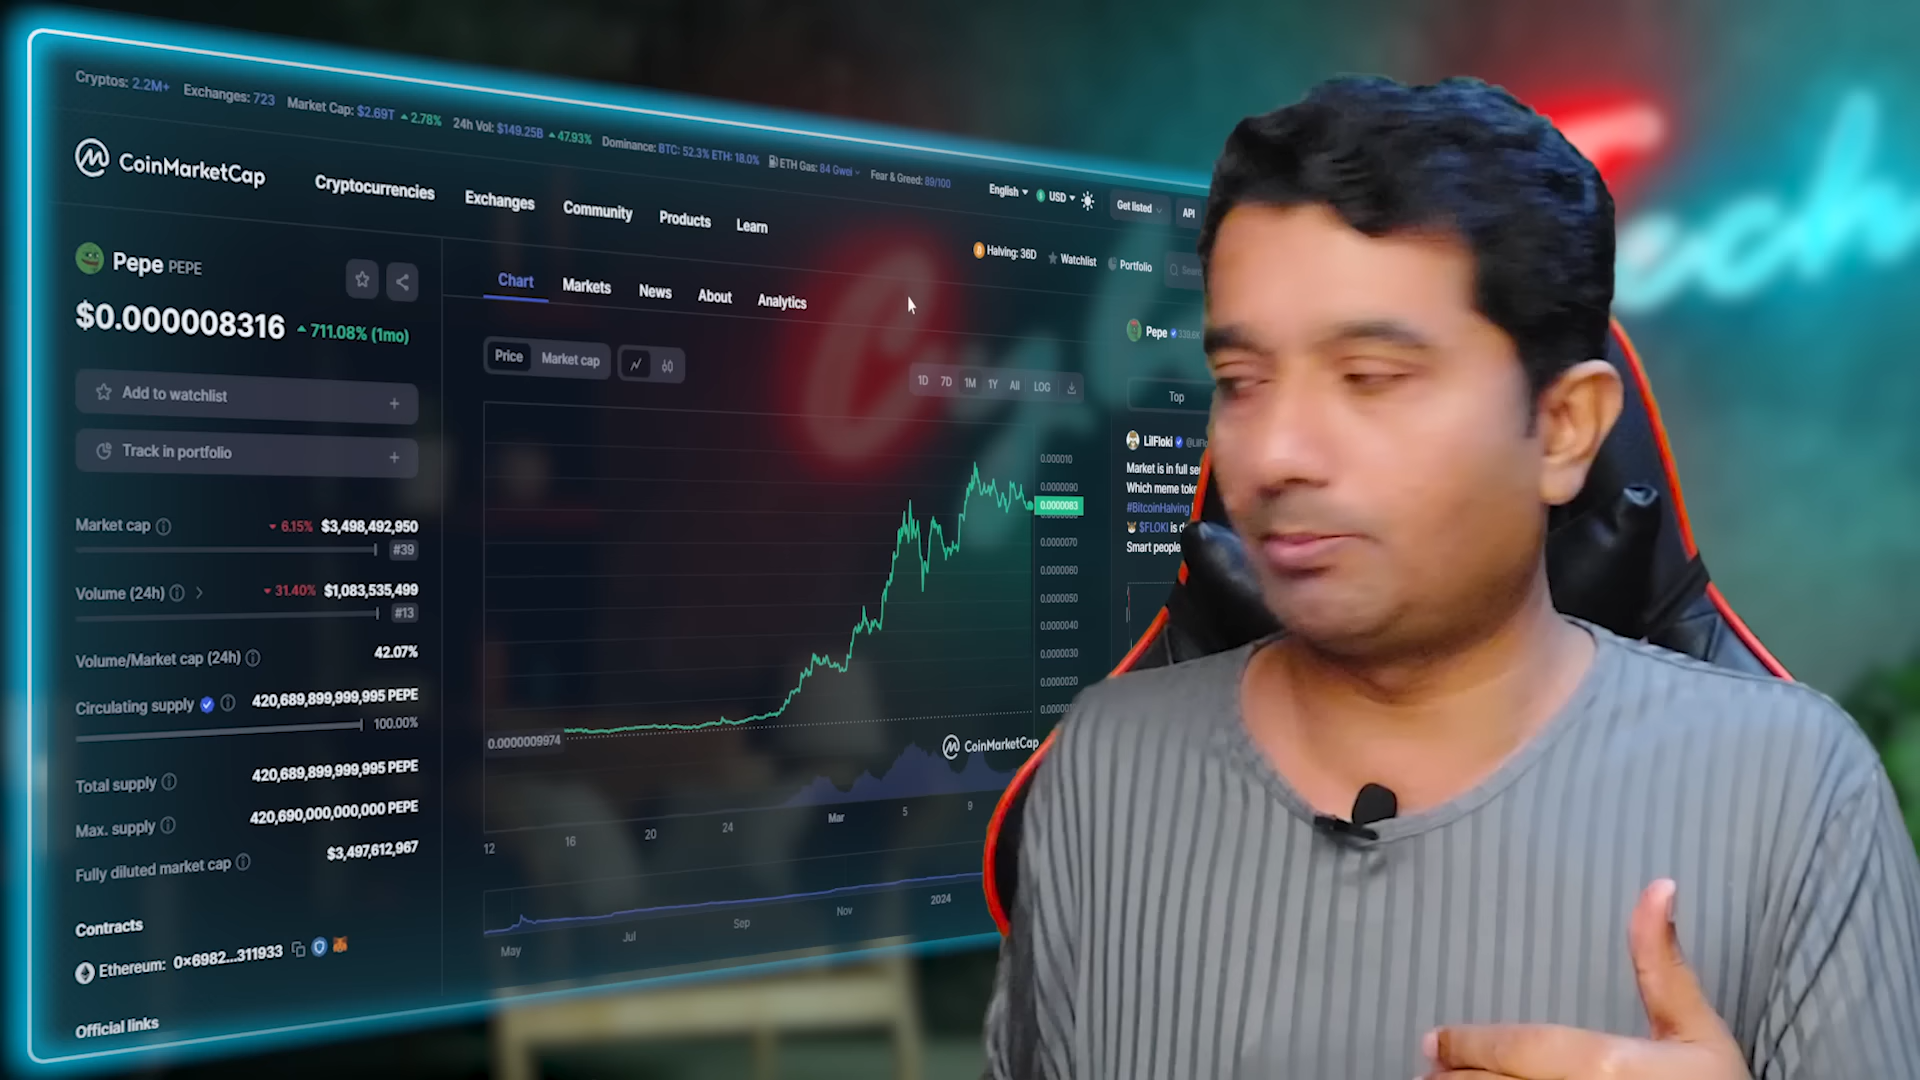 Cryptos: 2.2M+ Exchanges: 723 Market Cap: $2.69T 2.78% 24h Vol: $149.25B 47.93% Dominance: BTC: 52.3% ETH: 18.0% ETH Gas: 84 Gwei Fear & Greed: 89/100
English USD Get listed API
CoinMarketCap Cryptocurrencies Exchanges Community Products Learn
Halving: 36D Watchlist Portfolio
Pepe PEPE
$0.000008316 711.08% (1mo)
Add to watchlist +
Track in portfolio +
Market cap 6.15% $3,498,492,950
#39
Volume (24h) 31.40% $1,083,535,499
#13
Volume/Market cap (24h) 42.07%
Circulating supply 420,689,899,999,995 PEPE
100.00%
Total supply 420,689,899,999,995 PEPE
Max. supply 420,690,000,000,000 PEPE
Fully diluted market cap $3,497,612,967
Contracts
Ethereum: 0x6982...311933
Official links
Chart Markets News About Analytics
Price Market cap
1D 7D 1M 1Y All LOG
0.000010
0.0000090
0.0000083
0.0000070
0.0000060
0.0000050
0.0000040
0.0000030
0.0000020
0.0000009974
CoinMarketCap
12 16 20 24 Mar 5 9
May Jul Sep Nov 2024
Pepe
Top
LilFloki
Market is in full
Which meme
#BitcoinHalving
$FLOKI is
Smart people